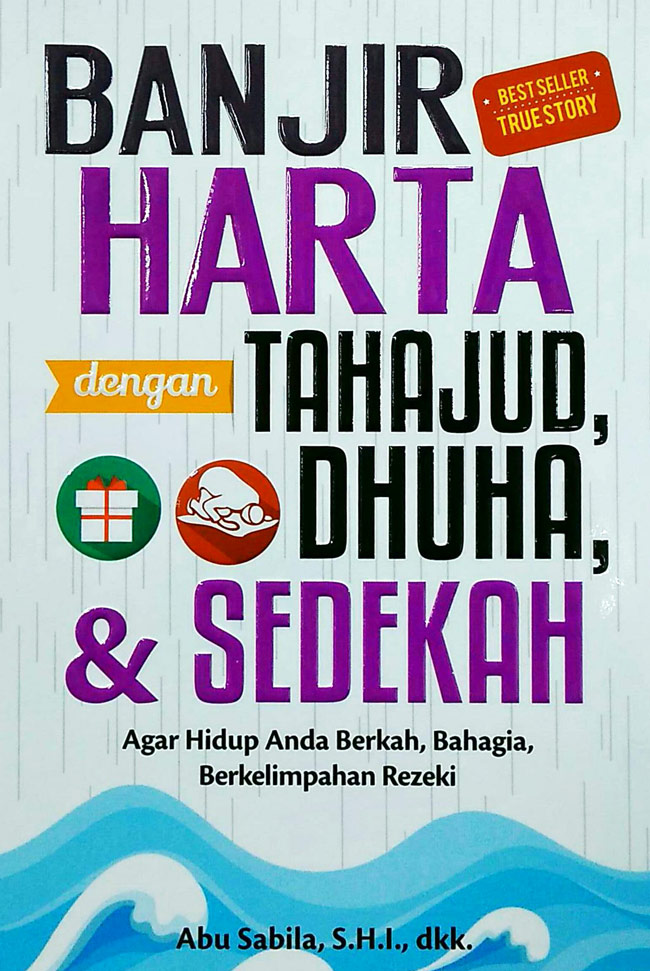 BANJIR
BEST SELLER
TRUE STORY
HARTA
dengan
TAHAJUD,
DHUHA,
& SEDEKAH
Agar Hidup Anda Berkah, Bahagia,
Berkelimpahan Rezeki
Abu Sabila, S.H.I., dkk.